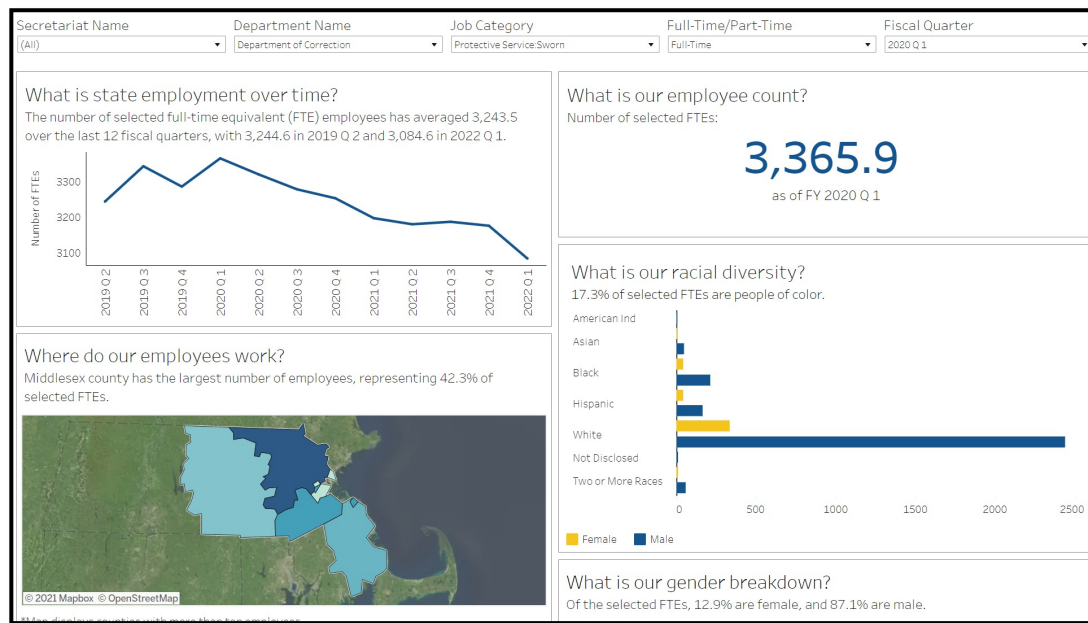 Secretariat Name
Department Name
Job Category
Full-Time/Part-Time
Fiscal Quarter
(All)
Department of Correction
Protective Service:Sworn
Full-Time
2020 Q 1
What is state employment over time?
The number of selected full-time equivalent (FTE) employees has averaged 3,243.5
over the last 12 fiscal quarters, with 3,244.6 in 2019 Q 2 and 3,084.6 in 2022 Q 1.
Number of FTEs
3300
3200
3100
2019 Q 2
2019 Q 3
2019 Q 4
2020 Q 1
2020 Q 2
2020 Q 3
2020 Q 4
2021 Q 1
2021 Q 2
2021 Q 3
2021 Q 4
2022 Q 1
Where do our employees work?
Middlesex county has the largest number of employees, representing 42.3% of
selected FTEs.
© 2021 Mapbox © OpenStreetMap
*Map displays counties with more than ten employees
What is our employee count?
Number of selected FTEs:
3,365.9
as of FY 2020 Q 1
What is our racial diversity?
17.3% of selected FTEs are people of color.
American Ind
Asian
Black
Hispanic
White
Not Disclosed
Two or More Races
0
500
1000
1500
2000
2500
Female
Male
What is our gender breakdown?
Of the selected FTEs, 12.9% are female, and 87.1% are male.